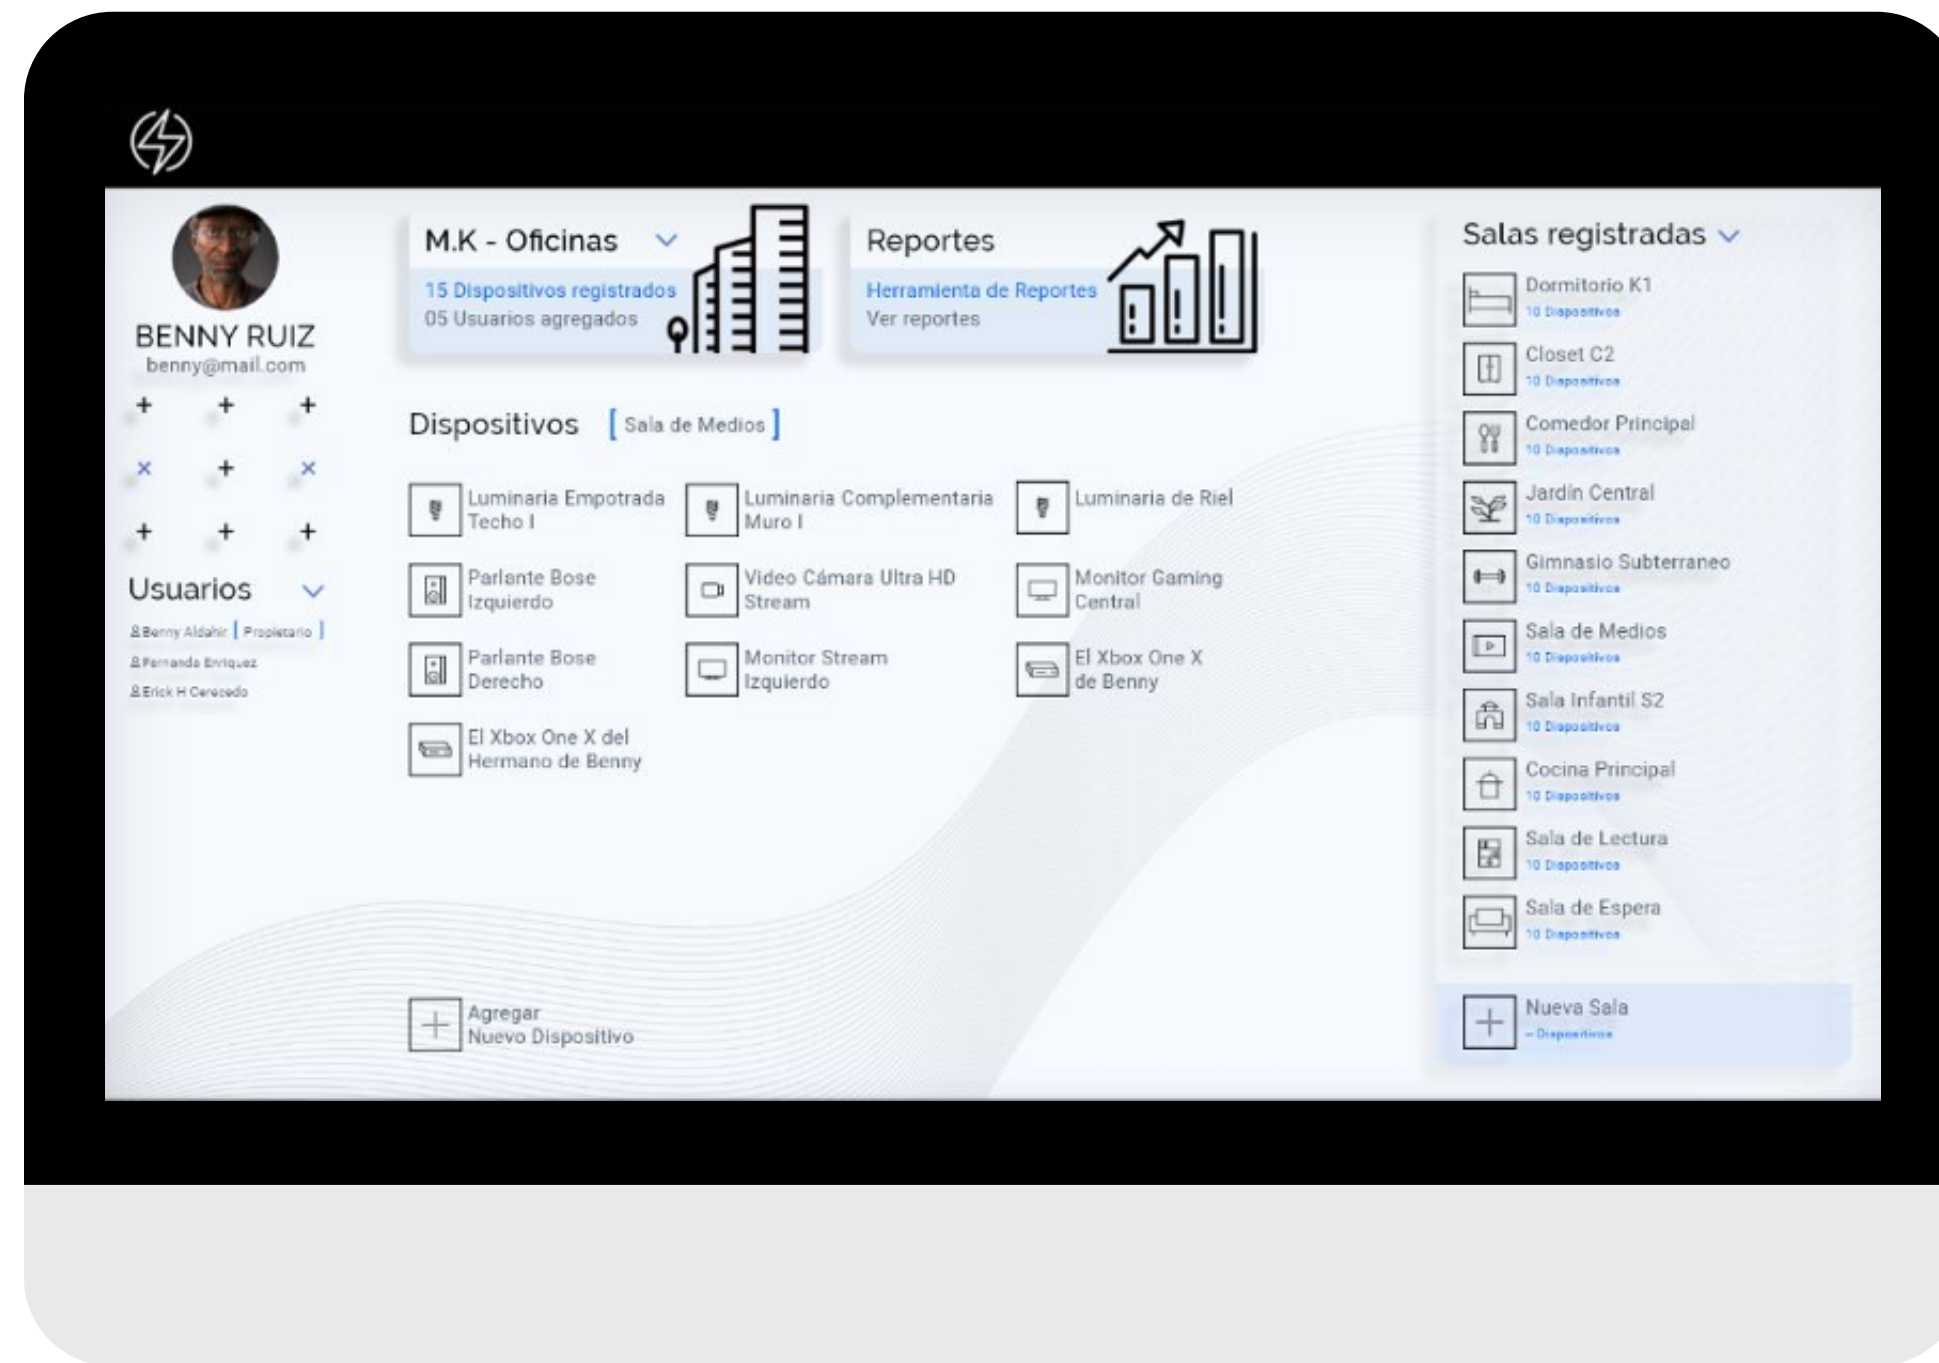 BENNY RUIZ
benny@mail.com
Usuarios
Benny Aldahir [ Propietario ]
Fernanda Enriquez
Erick H Cerecedo
M.K - Oficinas
15 Dispositivos registrados
05 Usuarios agregados
Reportes
Herramienta de Reportes
Ver reportes
Dispositivos [ Sala de Medios ]
Luminaria Empotrada
Techo I
Luminaria Complementaria
Muro I
Luminaria de Riel
Parlante Bose
Izquierdo
Video Cámara Ultra HD
Stream
Monitor Gaming
Central
Parlante Bose
Derecho
Monitor Stream
Izquierdo
El Xbox One X
de Benny
El Xbox One X del
Hermano de Benny
Agregar
Nuevo Dispositivo
Salas registradas
Dormitorio K1
10 Dispositivos
Closet C2
10 Dispositivos
Comedor Principal
10 Dispositivos
Jardín Central
10 Dispositivos
Gimnasio Subterraneo
10 Dispositivos
Sala de Medios
10 Dispositivos
Sala Infantil S2
10 Dispositivos
Cocina Principal
10 Dispositivos
Sala de Lectura
10 Dispositivos
Sala de Espera
10 Dispositivos
Nueva Sala
-- Dispositivos